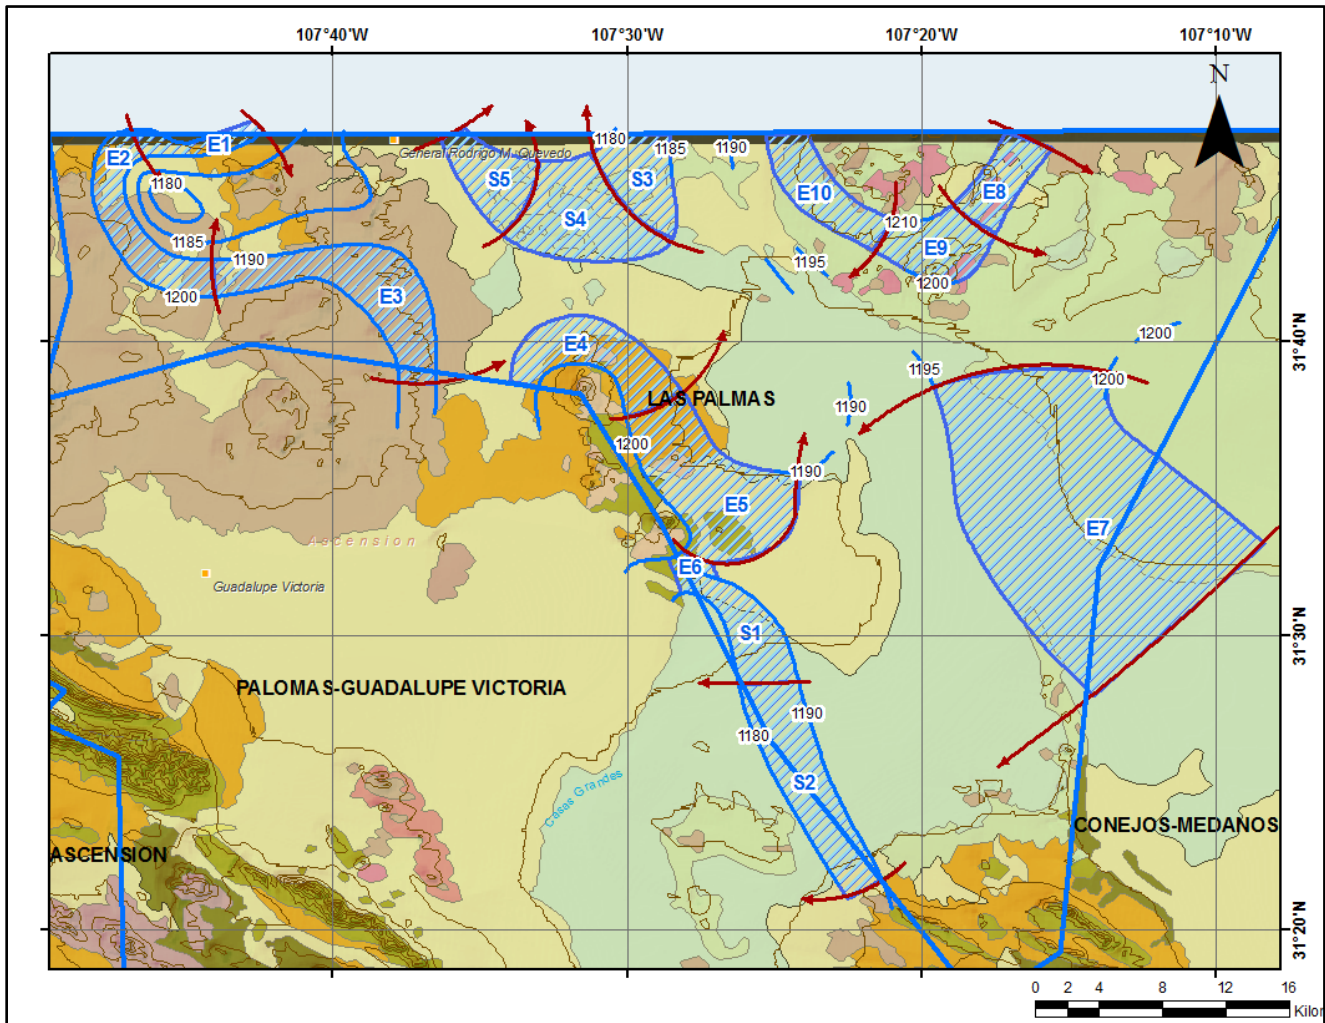 107°40'W 107°30'W 107°20'W 107°10'W
N
General Rodrigo M. Quevedo
E2 E1
1180
1185
1190
1200
E3
S5
S4
S3
1180
1185
1190
E10
E8
1210
E9
1200
1195
1200
1195
1200
1190
31°40'N
E4
LAS PALMAS
1200
1190
E5
E7
E6
Ascension
Guadalupe Victoria
S1
31°30'N
PALOMAS-GUADALUPE VICTORIA
1190
1180
S2
Casas Grandes
CONEJOS-MEDANOS
ASCENSION
31°20'N
0 2 4 8 12 16
Kilor